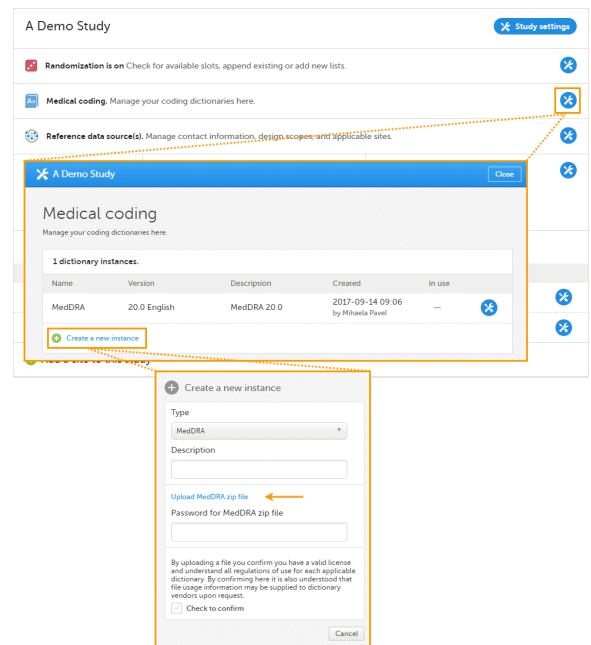 A Demo Study
Study settings
Randomization is on Check for available slots, append existing or add new lists.
Aa
Medical coding. Manage your coding dictionaries here.
Reference data source(s). Manage contact information, design scopes, and applicable sites.
A Demo Study
Close
Medical coding
Manage your coding dictionaries here.
1 dictionary instances.
Name Version Description Created In use
MedDRA 20.0 English MedDRA 20.0 2017-09-14 09:06 —
by Mihaela Pavel
Create a new instance
Create a new instance
Type
MedDRA
Description
Upload MedDRA zip file
Password for MedDRA zip file
By uploading a file you confirm you have a valid license
and understand all regulations of use for each applicable
dictionary. By confirming here it is also understood that
file usage information may be supplied to dictionary
vendors upon request.
Check to confirm
Cancel